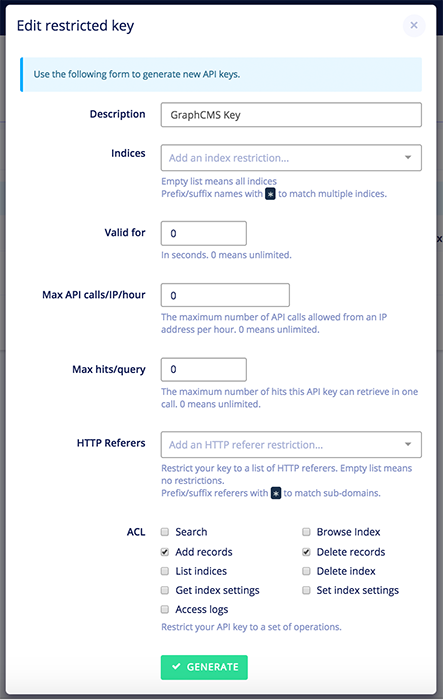 Edit restricted key
×
Use the following form to generate new API keys.
Description
GraphCMS Key
Indices
Add an index restriction...
Empty list means all indices
Prefix/suffix names with * to match multiple indices.
Valid for
0
In seconds. 0 means unlimited.
Max API calls/IP/hour
0
The maximum number of API calls allowed from an IP
address per hour. 0 means unlimited.
Max hits/query
0
The maximum number of hits this API key can retrieve in one
call. 0 means unlimited.
HTTP Referers
Add an HTTP referer restriction...
Restrict your key to a list of HTTP referers. Empty list means
no restrictions.
Prefix/suffix referers with * to match sub-domains.
ACL
Search
Browse Index
Add records
Delete records
List indices
Delete index
Get index settings
Set index settings
Access logs
Restrict your API key to a set of operations.
GENERATE